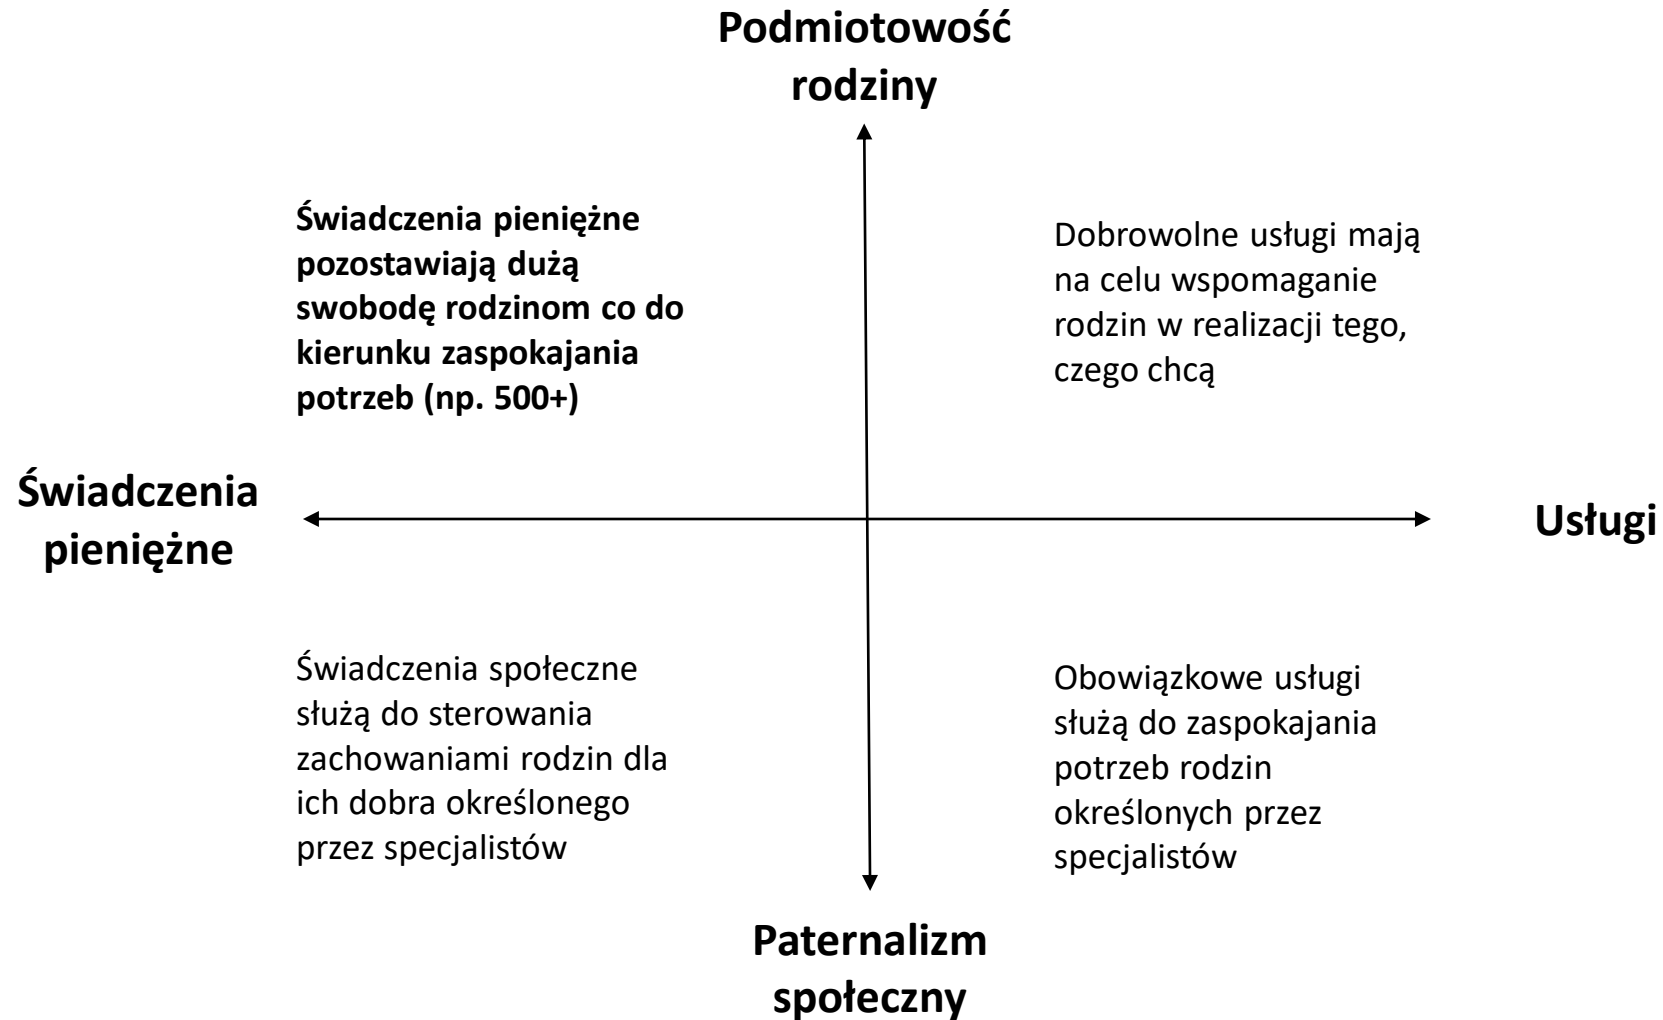 Podmiotowość
rodziny
Świadczenia pieniężne
pozostawiają dużą
swobodę rodzinom co do
kierunku zaspokajania
potrzeb (np. 500+)
Dobrowolne usługi mają
na celu wspomaganie
rodzin w realizacji tego,
czego chcą
Świadczenia
pieniężne
Usługi
Świadczenia społeczne
służą do sterowania
zachowaniami rodzin dla
ich dobra określonego
przez specjalistów
Obowiązkowe usługi
służą do zaspokajania
potrzeb rodzin
określonych przez
specjalistów
Paternalizm
społeczny